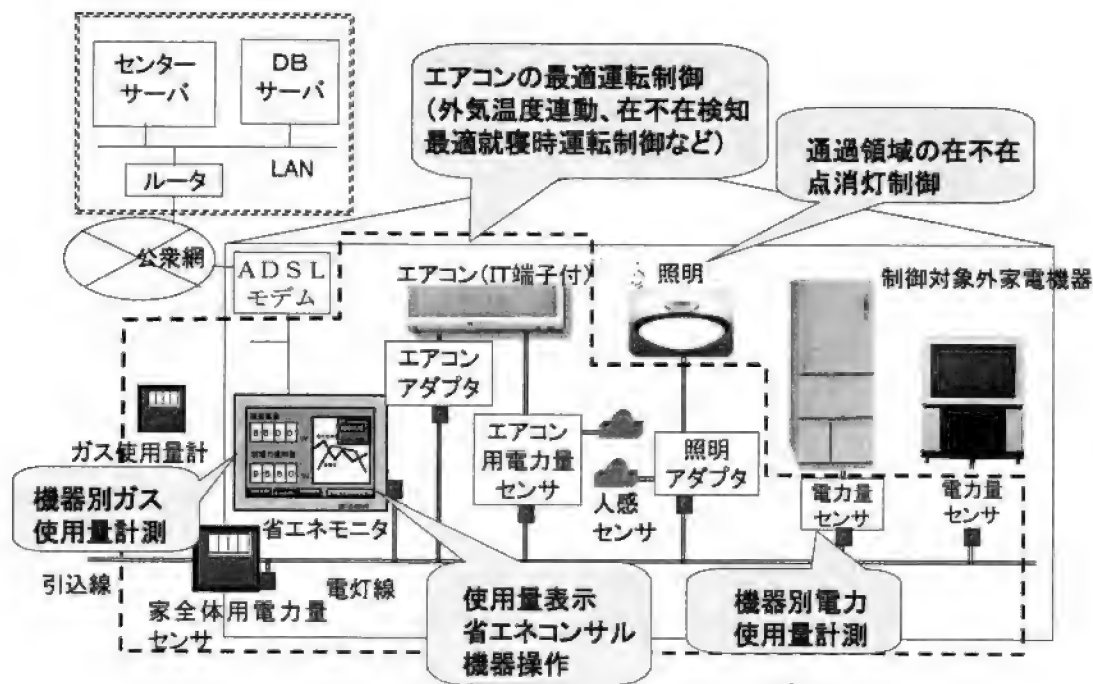 センター
サーバ
DB
サーバ
ルータ
LAN
公衆網
エアコンの最適運転制御
(外気温度連動、在不在検知
最適就寝時運転制御など)
通過領域の在不在
点消灯制御
ADSL
モデム
エアコン(IT端子付)
照明
制御対象外家電機器
エアコン
アダプタ
ガス使用量計
エアコン
用電力量
センサ
照明
アダプタ
人感
センサ
電力量
センサ
電力量
センサ
機器別ガス
使用量計測
省エネモニタ
引込線
電灯線
家全体用電力量
センサ
使用量表示
省エネコンサル
機器操作
機器別電力
使用量計測